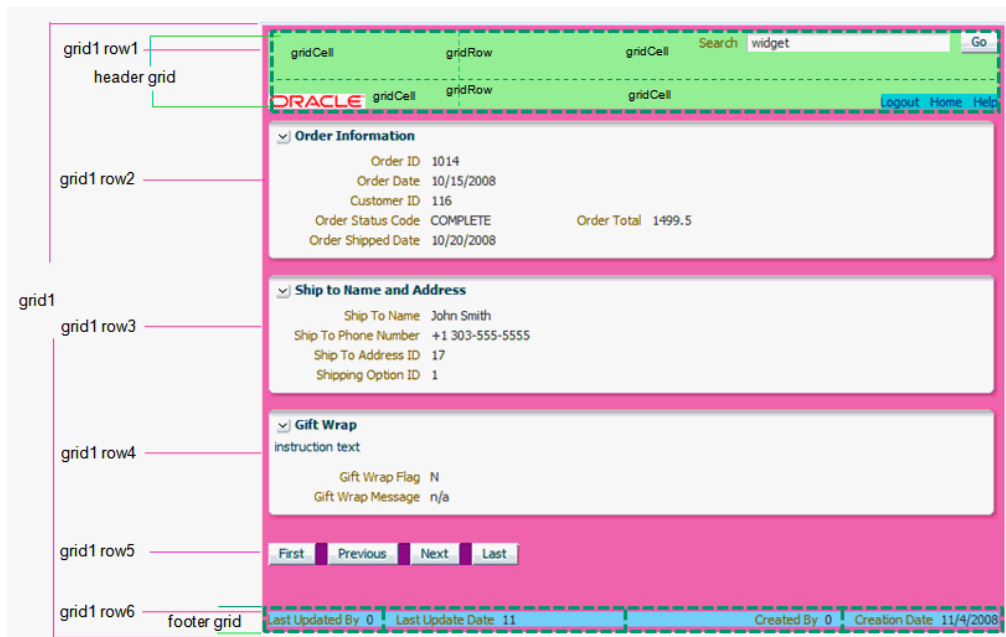 grid1 row1
header grid
gridCell
gridRow
gridCell
Search widget Go
ORACLE gridCell
gridRow
gridCell
Logout Home Help
grid1 row2
Order Information
Order ID 1014
Order Date 10/15/2008
Customer ID 116
Order Status Code COMPLETE Order Total 1499.5
Order Shipped Date 10/20/2008
grid1
grid1 row3
Ship to Name and Address
Ship To Name John Smith
Ship To Phone Number +1 303-555-5555
Ship To Address ID 17
Shipping Option ID 1
grid1 row4
Gift Wrap
instruction text
Gift Wrap Flag N
Gift Wrap Message n/a
grid1 row5
First Previous Next Last
grid1 row6
footer grid
Last Updated By 0 Last Update Date 11 Created By 0 Creation Date 11/4/2008